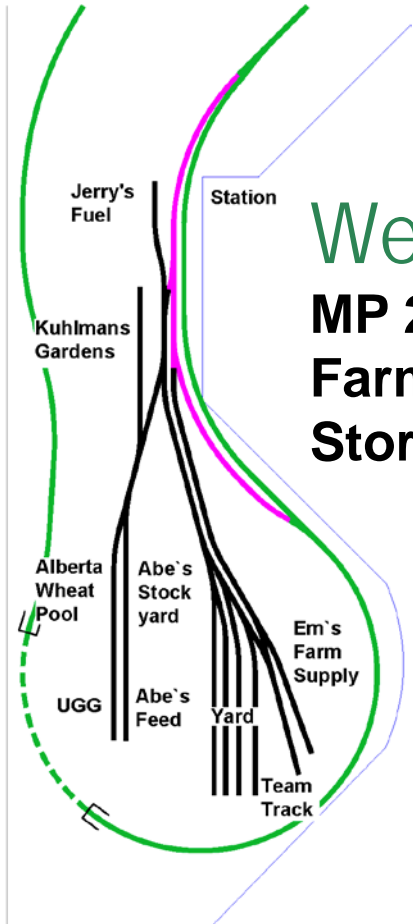 Jerry's
Fuel
Station
We
MP 2
Farn
Stor
Kuhlmans
Gardens
Alberta
Wheat
Pool
Abe`s
Stock
yard
Em`s
Farm
Supply
UGG
Abe`s
Feed
Yard
Team
Track